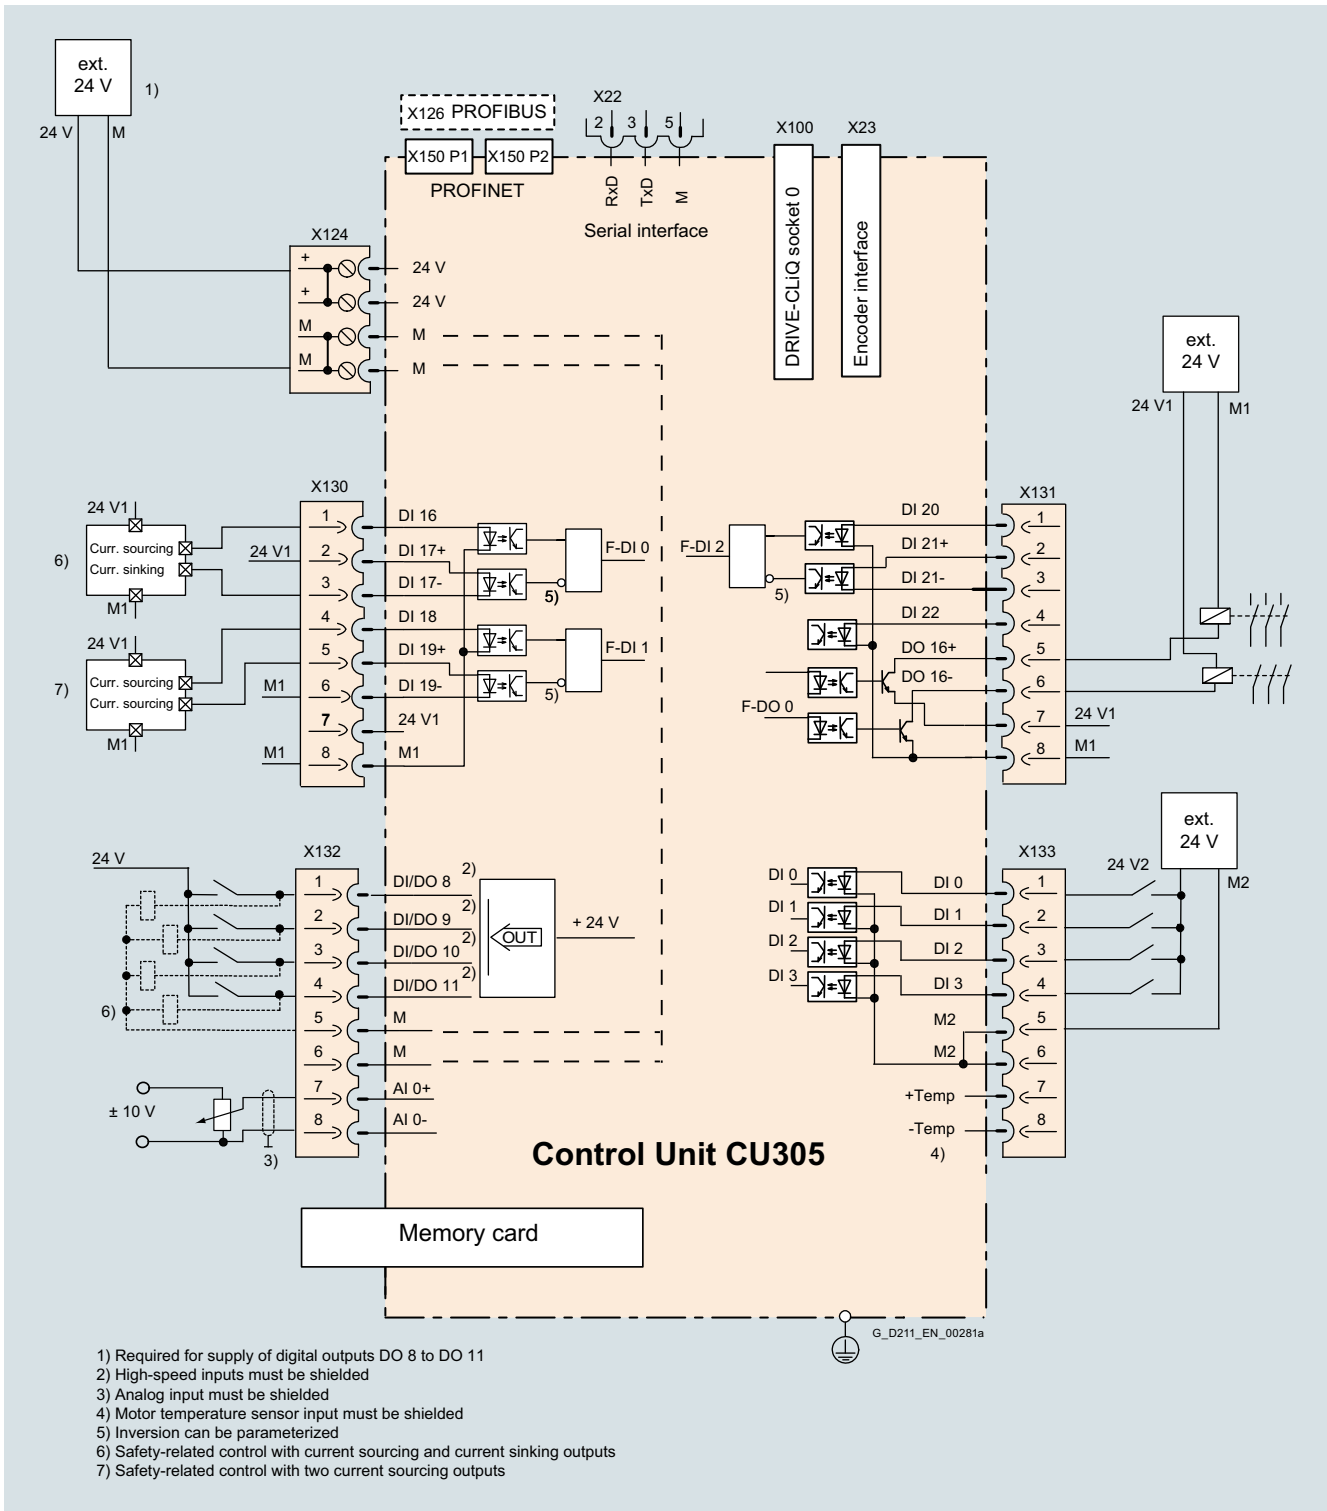 ext.
24 V
1)
24 V
M
X126 PROFIBUS
X150 P1
X150 P2
PROFINET
X22
2
3
5
RxD
TxD
M
Serial interface
X100
X23
DRIVE-CLiQ socket 0
Encoder interface
X124
+
24 V
+
24 V
M
M
M
M
ext.
24 V
24 V1
M1
X130
24 V1
Curr. sourcing
Curr. sinking
6)
M1
24 V1
Curr. sourcing
Curr. sourcing
7)
M1
1
DI 16
24 V1
2
DI 17+
3
DI 17-
4
DI 18
5
DI 19+
M1
6
DI 19-
7
24 V1
M1
8
M1
F-DI 0
5)
F-DI 1
5)
X131
F-DI 2
5)
F-DO 0
DI 20
1
DI 21+
2
DI 21-
3
DI 22
4
DO 16+
5
DO 16-
6
7
24 V1
8
M1
X132
24 V
1
DI/DO 8
2)
2
DI/DO 9
2)
3
DI/DO 10
2)
4
DI/DO 11
2)
OUT
+ 24 V
6)
5
M
6
M
7
AI 0+
8
AI 0-
± 10 V
3)
X133
ext.
24 V
24 V2
M2
DI 0
DI 0
1
DI 1
DI 1
2
DI 2
DI 2
3
DI 3
DI 3
4
M2
5
M2
6
+Temp
7
-Temp
8
4)
Control Unit CU305
Memory card
G_D211_EN_00281a
1) Required for supply of digital outputs DO 8 to DO 11
2) High-speed inputs must be shielded
3) Analog input must be shielded
4) Motor temperature sensor input must be shielded
5) Inversion can be parameterized
6) Safety-related control with current sourcing and current sinking outputs
7) Safety-related control with two current sourcing outputs